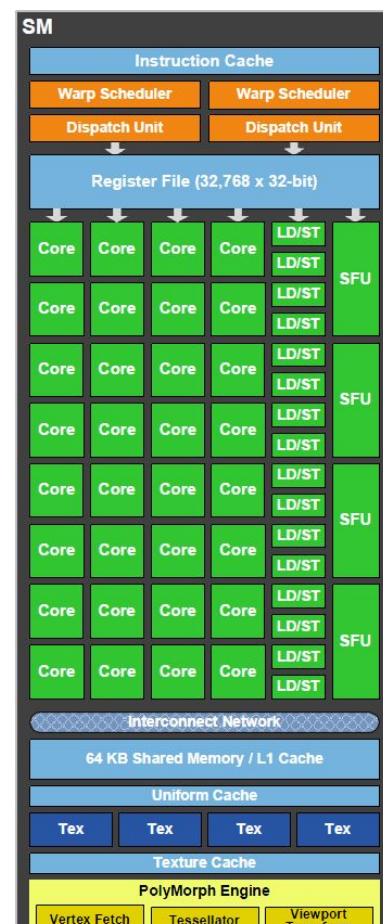 SM
Instruction Cache
Warp Scheduler Warp Scheduler
Dispatch Unit Dispatch Unit
Register File (32,768 x 32-bit)
LD/ST
Core Core Core Core
LD/ST
SFU
LD/ST
Core Core Core Core
LD/ST
LD/ST
Core Core Core Core
LD/ST
SFU
LD/ST
Core Core Core Core
LD/ST
LD/ST
Core Core Core Core
LD/ST
SFU
LD/ST
Core Core Core Core
LD/ST
LD/ST
Core Core Core Core
LD/ST
SFU
LD/ST
Core Core Core Core
LD/ST
Interconnect Network
64 KB Shared Memory / L1 Cache
Uniform Cache
Tex Tex Tex Tex
Texture Cache
PolyMorph Engine
Vertex Fetch Tessellator Viewport